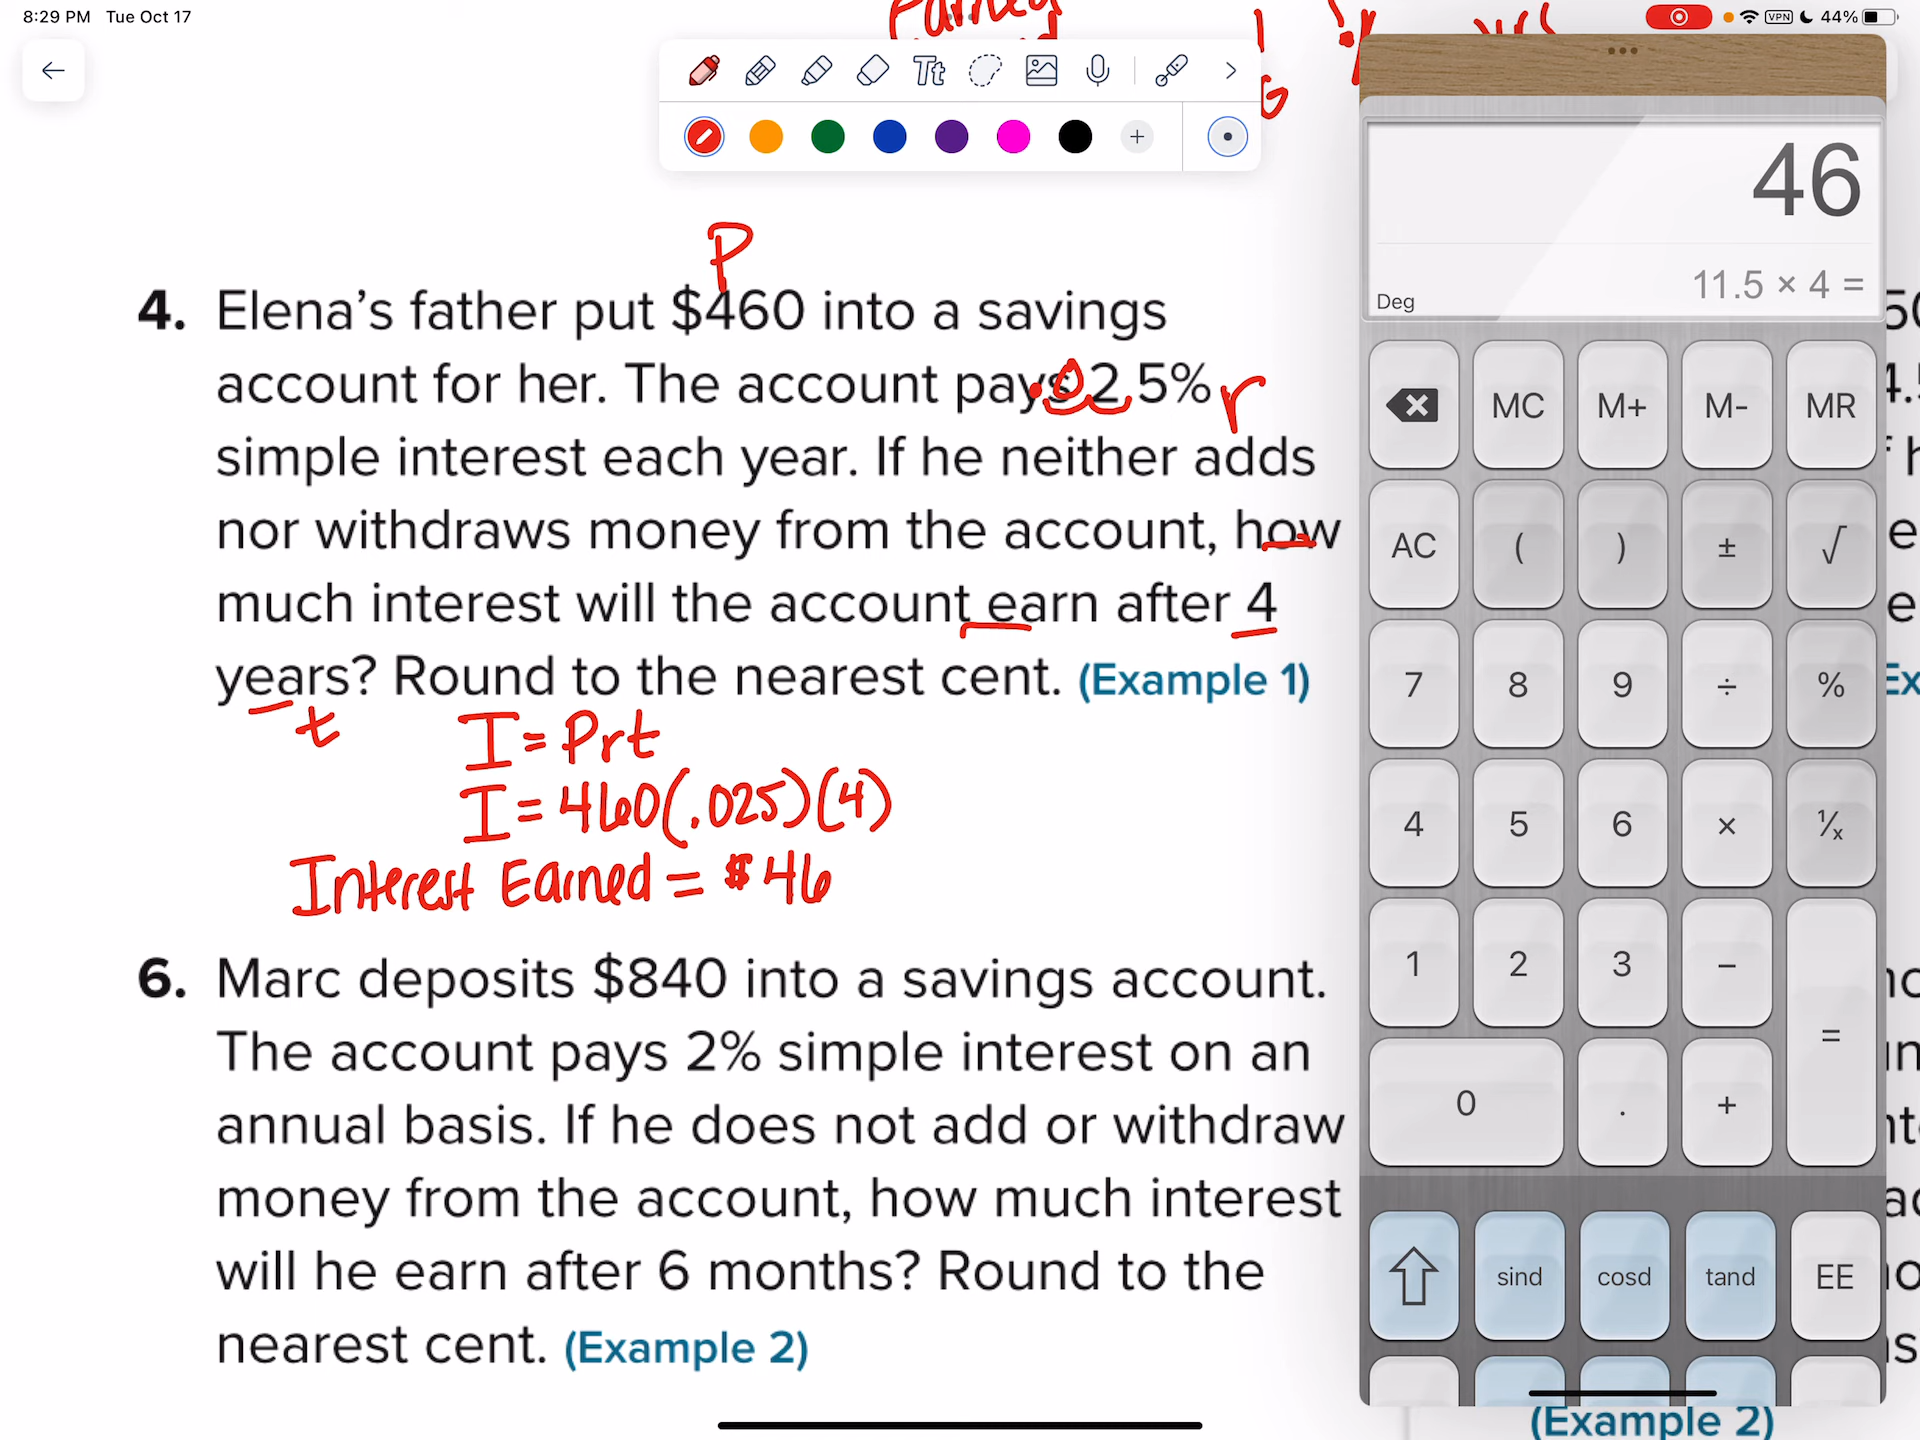 8:29 PM Tue Oct 17
VPN 44%
Earned
Tt
P
4. Elena's father put $460 into a savings
account for her. The account pays .02.5% r
simple interest each year. If he neither adds
nor withdraws money from the account, how
much interest will the account earn after 4
years? Round to the nearest cent. (Example 1)
t
I = Prt
I = 460(.025)(4)
Interest Earned = $46
6. Marc deposits $840 into a savings account.
The account pays 2% simple interest on an
annual basis. If he does not add or withdraw
money from the account, how much interest
will he earn after 6 months? Round to the
nearest cent. (Example 2)
46
11.5 × 4 =
Deg
MC M+ M- MR
AC ( ) ± √
7 8 9 ÷ %
4 5 6 × 1/x
1 2 3 −
=
0 . +
sind cosd tand EE
(Example 2)